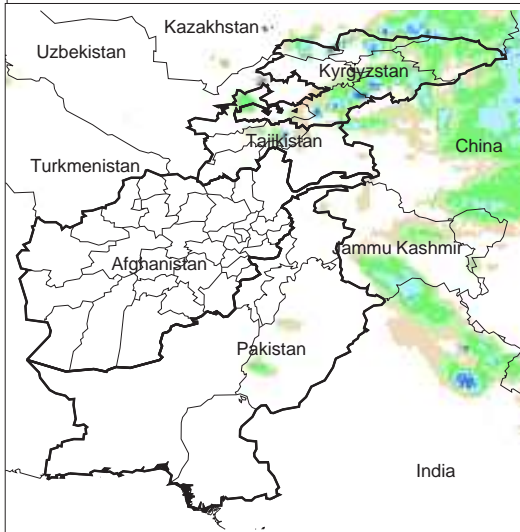 Kazakhstan
Uzbekistan
Kyrgyzstan
Tajikistan
China
Turkmenistan
Jammu Kashmir
Afghanistan
Pakistan
India